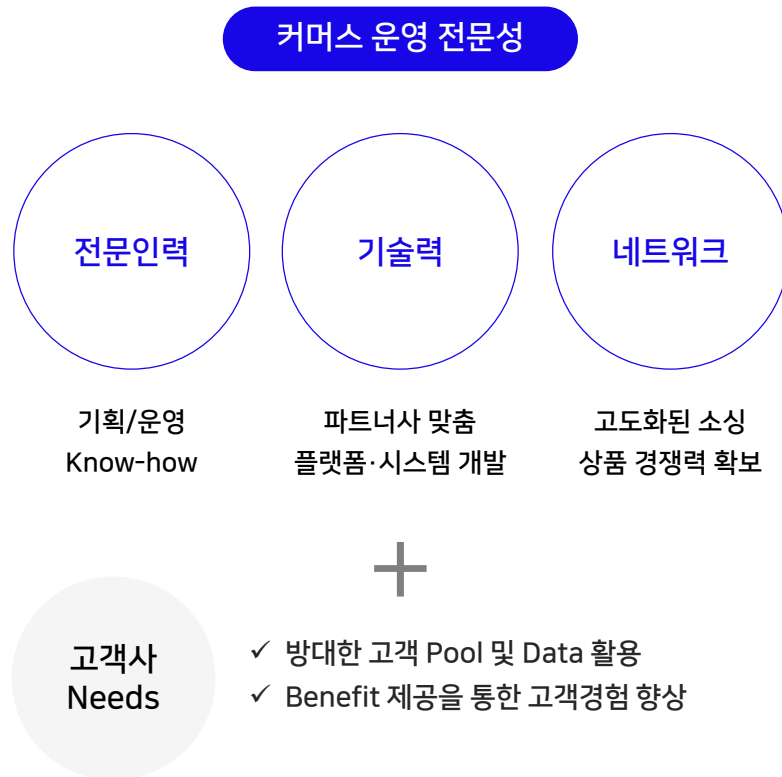 커머스 운영 전문성
전문인력
기술력
네트워크
기획/운영
Know-how
파트너사 맞춤
플랫폼·시스템 개발
고도화된 소싱
상품 경쟁력 확보
+
고객사
Needs
✓ 방대한 고객 Pool 및 Data 활용
✓ Benefit 제공을 통한 고객경험 향상